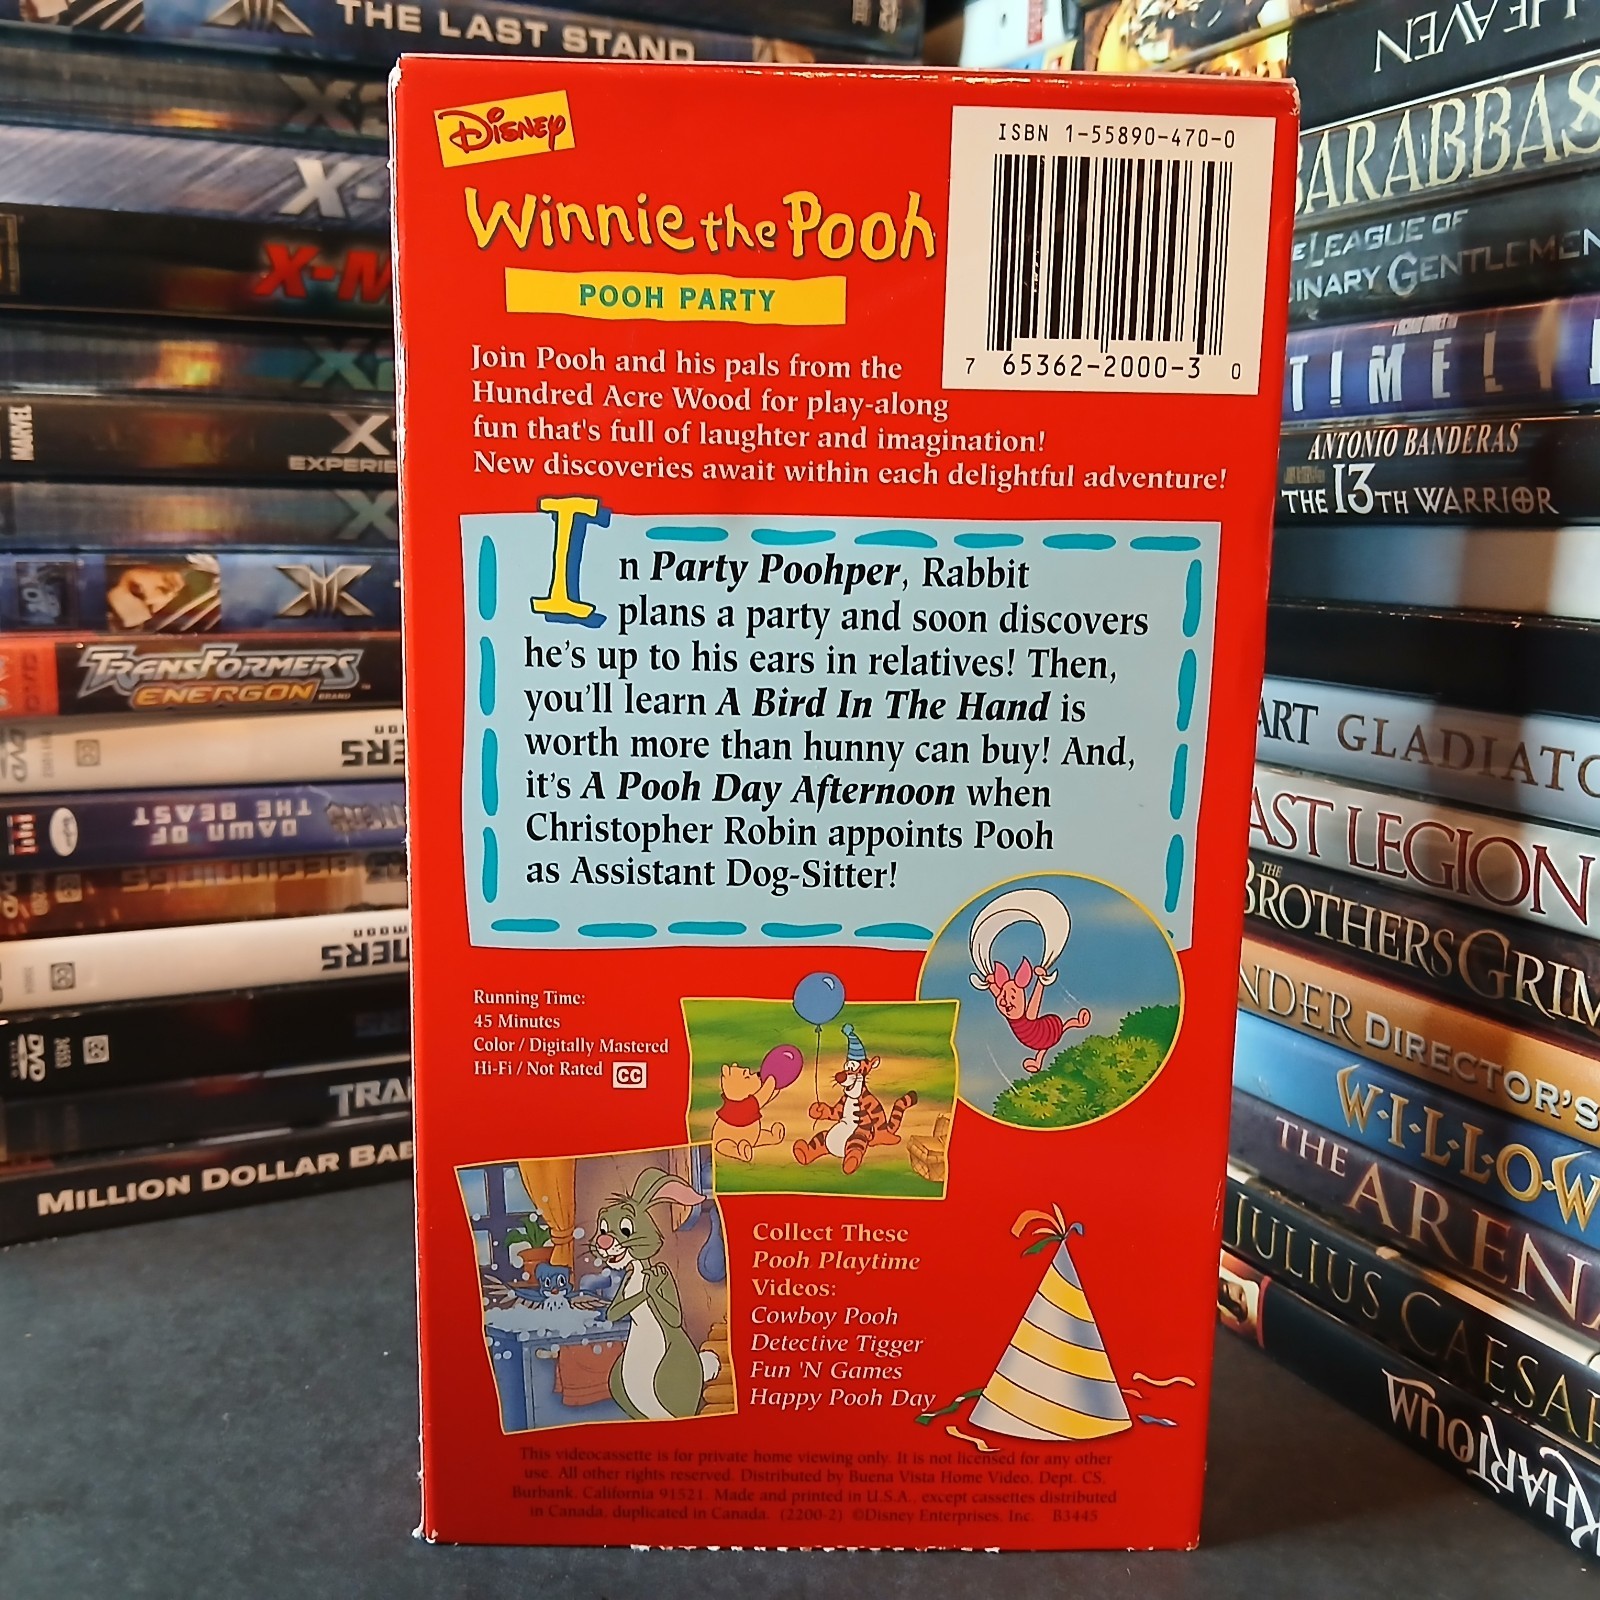 Disney
Winnie the Pooh
POOH PARTY
ISBN 1-55890-470-0
7 65362-2000-3 0
Join Pooh and his pals from the
Hundred Acre Wood for play-along
fun that's full of laughter and imagination!
New discoveries await within each delightful adventure!
In Party Poohper, Rabbit
plans a party and soon discovers
he's up to his ears in relatives! Then,
you'll learn A Bird In The Hand is
worth more than hunny can buy! And,
it's A Pooh Day Afternoon when
Christopher Robin appoints Pooh
as Assistant Dog-Sitter!
Running Time:
45 Minutes
Color / Digitally Mastered
Hi-Fi / Not Rated CC
Collect These
Pooh Playtime
Videos:
Cowboy Pooh
Detective Tigger
Fun 'N Games
Happy Pooh Day
This videocassette is for private home viewing only. It is not licensed for any other
use. All other rights reserved. Distributed by Buena Vista Home Video, Dept. CS,
Burbank, California 91521. Made and printed in U.S.A., except cassettes distributed
in Canada, duplicated in Canada. (2200-2) ©Disney Enterprises, Inc. B3445
THE LAST STAND
X-M
MARVEL
EXPERIE
TRANSFORMERS
ENERGON
DAWN OF
THE BEAST
DVD
TRA
MILLION DOLLAR BAB
HEAVEN
BARABBAS
LEAGUE OF
GENTLEMEN
TIMEL
ANTONIO BANDERAS
THE 13TH WARRIOR
ART GLADIATO
AST LEGION
THE
BROTHERS GRIM
NDER DIRECTOR'S
WILLOW
THE ARENA
JULIUS CAESAR
KHARTOUM